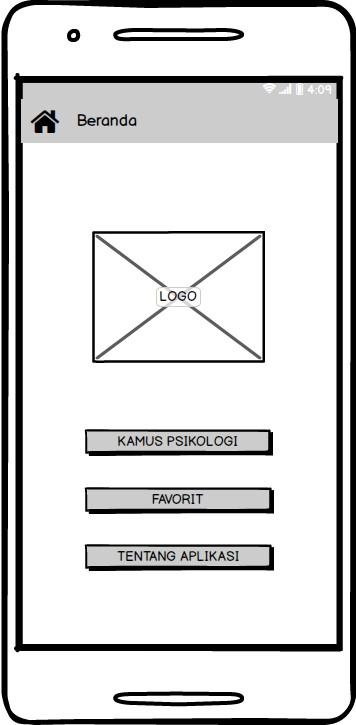 4:09
Beranda
LOGO
KAMUS PSIKOLOGI
FAVORIT
TENTANG APLIKASI